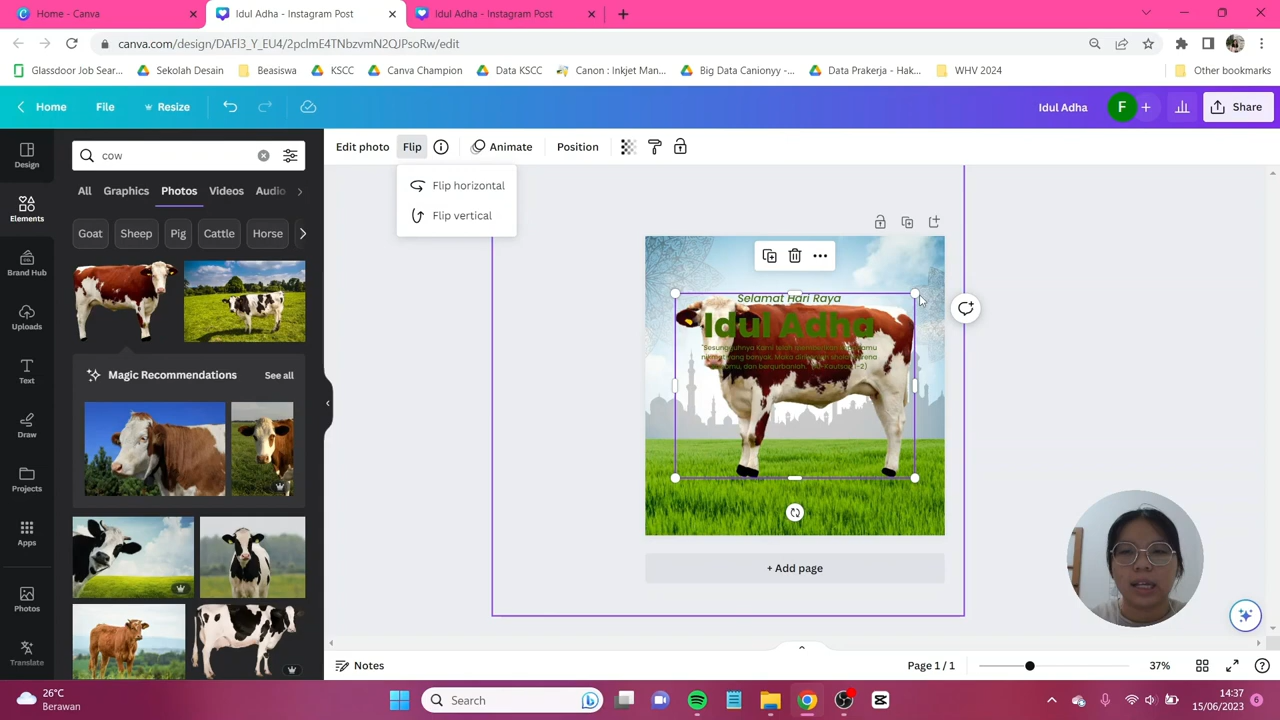 Home - Canva
Idul Adha - Instagram Post
Idul Adha - Instagram Post
canva.com/design/DAFl3_Y_EU4/2pclmE4TNbzvmN2QJPsoRw/edit
Glassdoor Job Sear...
Sekolah Desain
Beasiswa
KSCC
Canva Champion
Data KSCC
Canon : Inkjet Man...
Big Data Canionyy -...
Data Prakerja - Hak...
WHV 2024
Other bookmarks
Home
File
Resize
Idul Adha
F
Share
Design
Elements
Brand Hub
Uploads
Text
Draw
Projects
Apps
Photos
Translate
cow
All
Graphics
Photos
Videos
Audio
Goat
Sheep
Pig
Cattle
Horse
Magic Recommendations
See all
Edit photo
Flip
Animate
Position
Flip horizontal
Flip vertical
Selamat Hari Raya
Idul Adha
+ Add page
Notes
Page 1 / 1
37%
26°C
Berawan
Search
14:37
15/06/2023
6